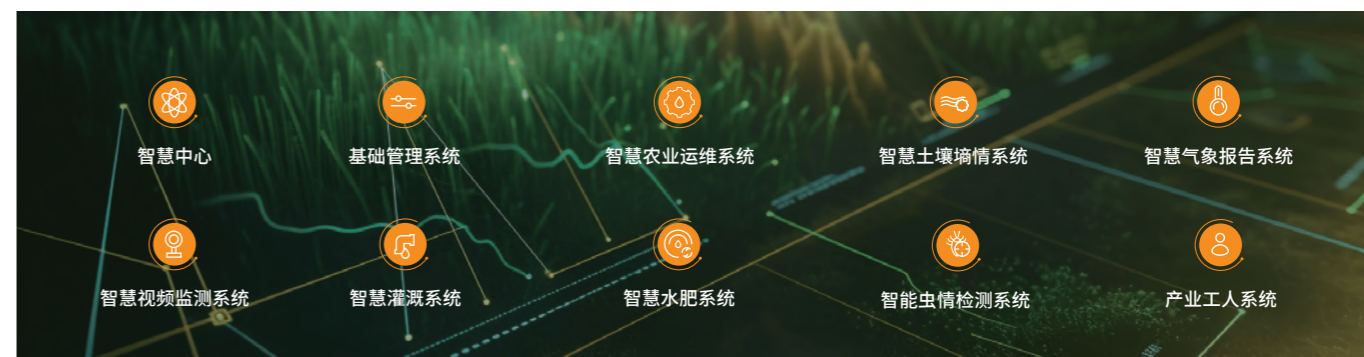 智慧中心
基础管理系统
智慧农业运维系统
智慧土壤墒情系统
智慧气象报告系统
智慧视频监测系统
智慧灌溉系统
智慧水肥系统
智能虫情检测系统
产业工人系统